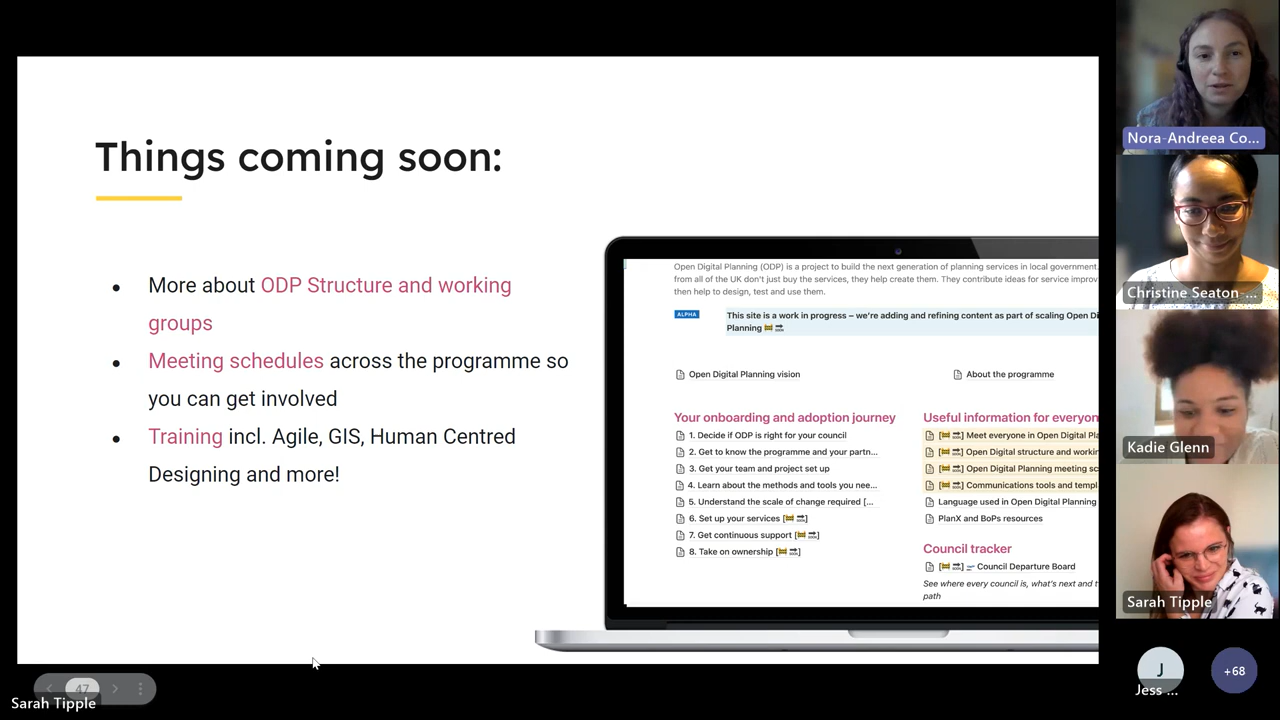 Things coming soon:
More about ODP Structure and working
groups
Meeting schedules across the programme so
you can get involved
Training incl. Agile, GIS, Human Centred
Designing and more!
Open Digital Planning (ODP) is a project to build the next generation of planning services in local government.
from all of the UK don't just buy the services, they help create them. They contribute ideas for service improv
then help to design, test and use them.
ALPHA
This site is a work in progress – we're adding and refining content as part of scaling Open Di
Planning
Open Digital Planning vision
About the programme
Your onboarding and adoption journey
1. Decide if ODP is right for your council
2. Get to know the programme and your partn...
3. Get your team and project set up
4. Learn about the methods and tools you nee...
5. Understand the scale of change required [...
6. Set up your services [ ]
7. Get continuous support [ ]
8. Take on ownership [ ]
Useful information for everyon
[ ] Meet everyone in Open Digital Pla
[ ] Open Digital structure and workin
[ ] Open Digital Planning meeting sc
[ ] Communications tools and templ
Language used in Open Digital Planning
PlanX and BoPs resources
Council tracker
[ ] Council Departure Board
See where every council is, what's next and t
path
Nora-Andreea Co...
Christine Seaton-...
Kadie Glenn
Sarah Tipple
J
Jess ...
+68
47
Sarah Tipple